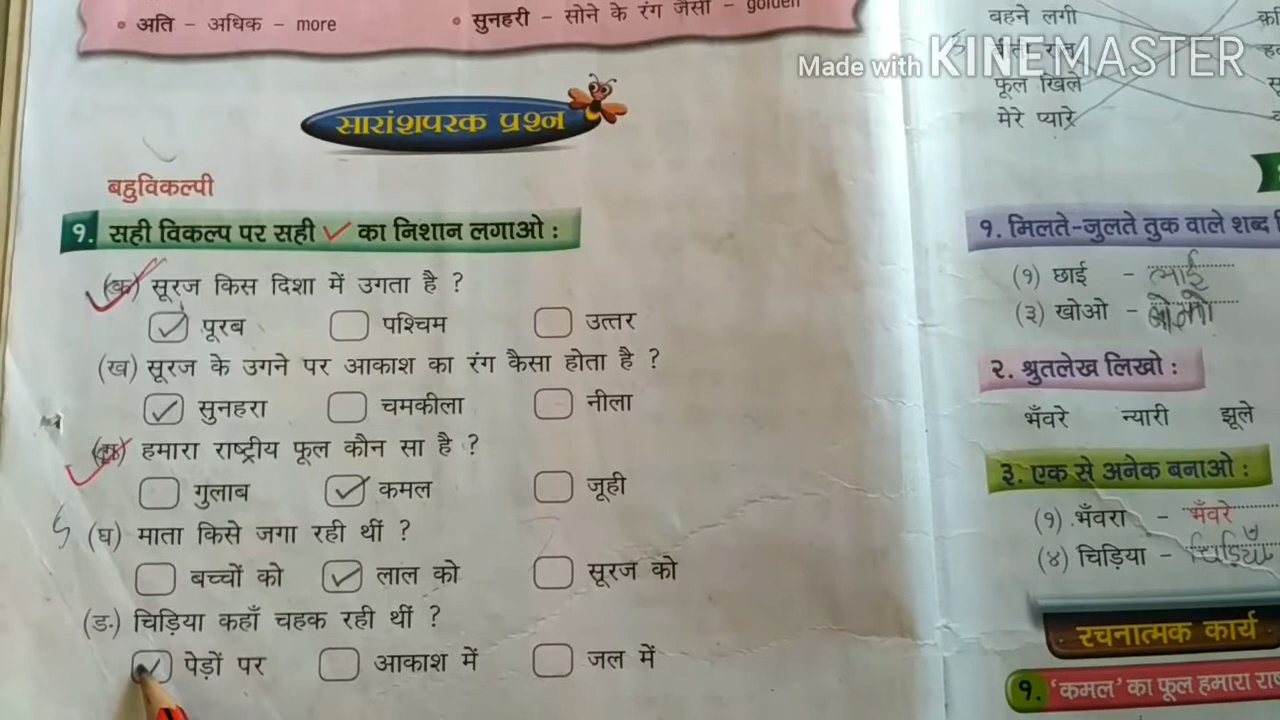 • अति – अधिक – more
• सुनहरी – सोने के रंग जैसी – golden
सारांशपरक प्रश्न
बहुविकल्पी
१. सही विकल्प पर सही ✓ का निशान लगाओ :
(क) सूरज किस दिशा में उगता है ?
पूरब पश्चिम उत्तर
(ख) सूरज के उगने पर आकाश का रंग कैसा होता है ?
सुनहरा चमकीला नीला
हमारा राष्ट्रीय फूल कौन सा है ?
गुलाब कमल जूही
(घ) माता किसे जगा रही थीं ?
बच्चों को लाल को सूरज को
(ङ) चिड़िया कहाँ चहक रही थीं ?
पेड़ों पर आकाश में जल में
बहने लगी
फूल खिले
मेरे प्यारे
Made with KINEMASTER
१. मिलते-जुलते तुक वाले शब्द
(१) छाई –
(३) खोओ –
२. श्रुतलेख लिखो :
भँवरे न्यारी झूले
३. एक से अनेक बनाओ :
(१) भँवरा – भँवरे
(४) चिड़िया – चिड़ियाँ
रचनात्मक कार्य
१. 'कमल' का फूल हमारा